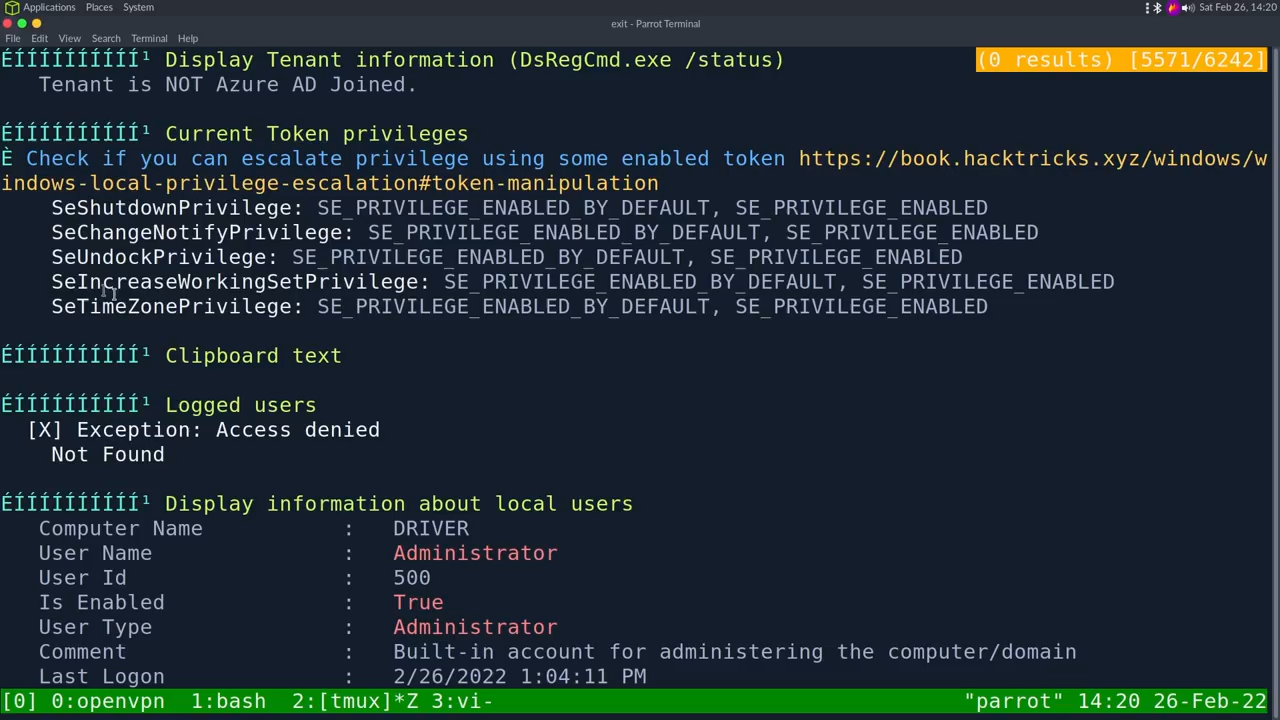 Applications Places System Sat Feb 26, 14:20
exit - Parrot Terminal
File Edit View Search Terminal Help
ÉÍÍÍÍÍÍÍÍÍÍ¹ Display Tenant information (DsRegCmd.exe /status) (0 results) [5571/6242]
Tenant is NOT Azure AD Joined.
ÉÍÍÍÍÍÍÍÍÍÍ¹ Current Token privileges
È Check if you can escalate privilege using some enabled token https://book.hacktricks.xyz/windows/w
indows-local-privilege-escalation#token-manipulation
SeShutdownPrivilege: SE_PRIVILEGE_ENABLED_BY_DEFAULT, SE_PRIVILEGE_ENABLED
SeChangeNotifyPrivilege: SE_PRIVILEGE_ENABLED_BY_DEFAULT, SE_PRIVILEGE_ENABLED
SeUndockPrivilege: SE_PRIVILEGE_ENABLED_BY_DEFAULT, SE_PRIVILEGE_ENABLED
SeIncreaseWorkingSetPrivilege: SE_PRIVILEGE_ENABLED_BY_DEFAULT, SE_PRIVILEGE_ENABLED
SeTimeZonePrivilege: SE_PRIVILEGE_ENABLED_BY_DEFAULT, SE_PRIVILEGE_ENABLED
ÉÍÍÍÍÍÍÍÍÍÍ¹ Clipboard text
ÉÍÍÍÍÍÍÍÍÍÍ¹ Logged users
[X] Exception: Access denied
Not Found
ÉÍÍÍÍÍÍÍÍÍÍ¹ Display information about local users
Computer Name : DRIVER
User Name : Administrator
User Id : 500
Is Enabled : True
User Type : Administrator
Comment : Built-in account for administering the computer/domain
Last Logon : 2/26/2022 1:04:11 PM
[0] 0:openvpn 1:bash 2:[tmux]*Z 3:vi- "parrot" 14:20 26-Feb-22